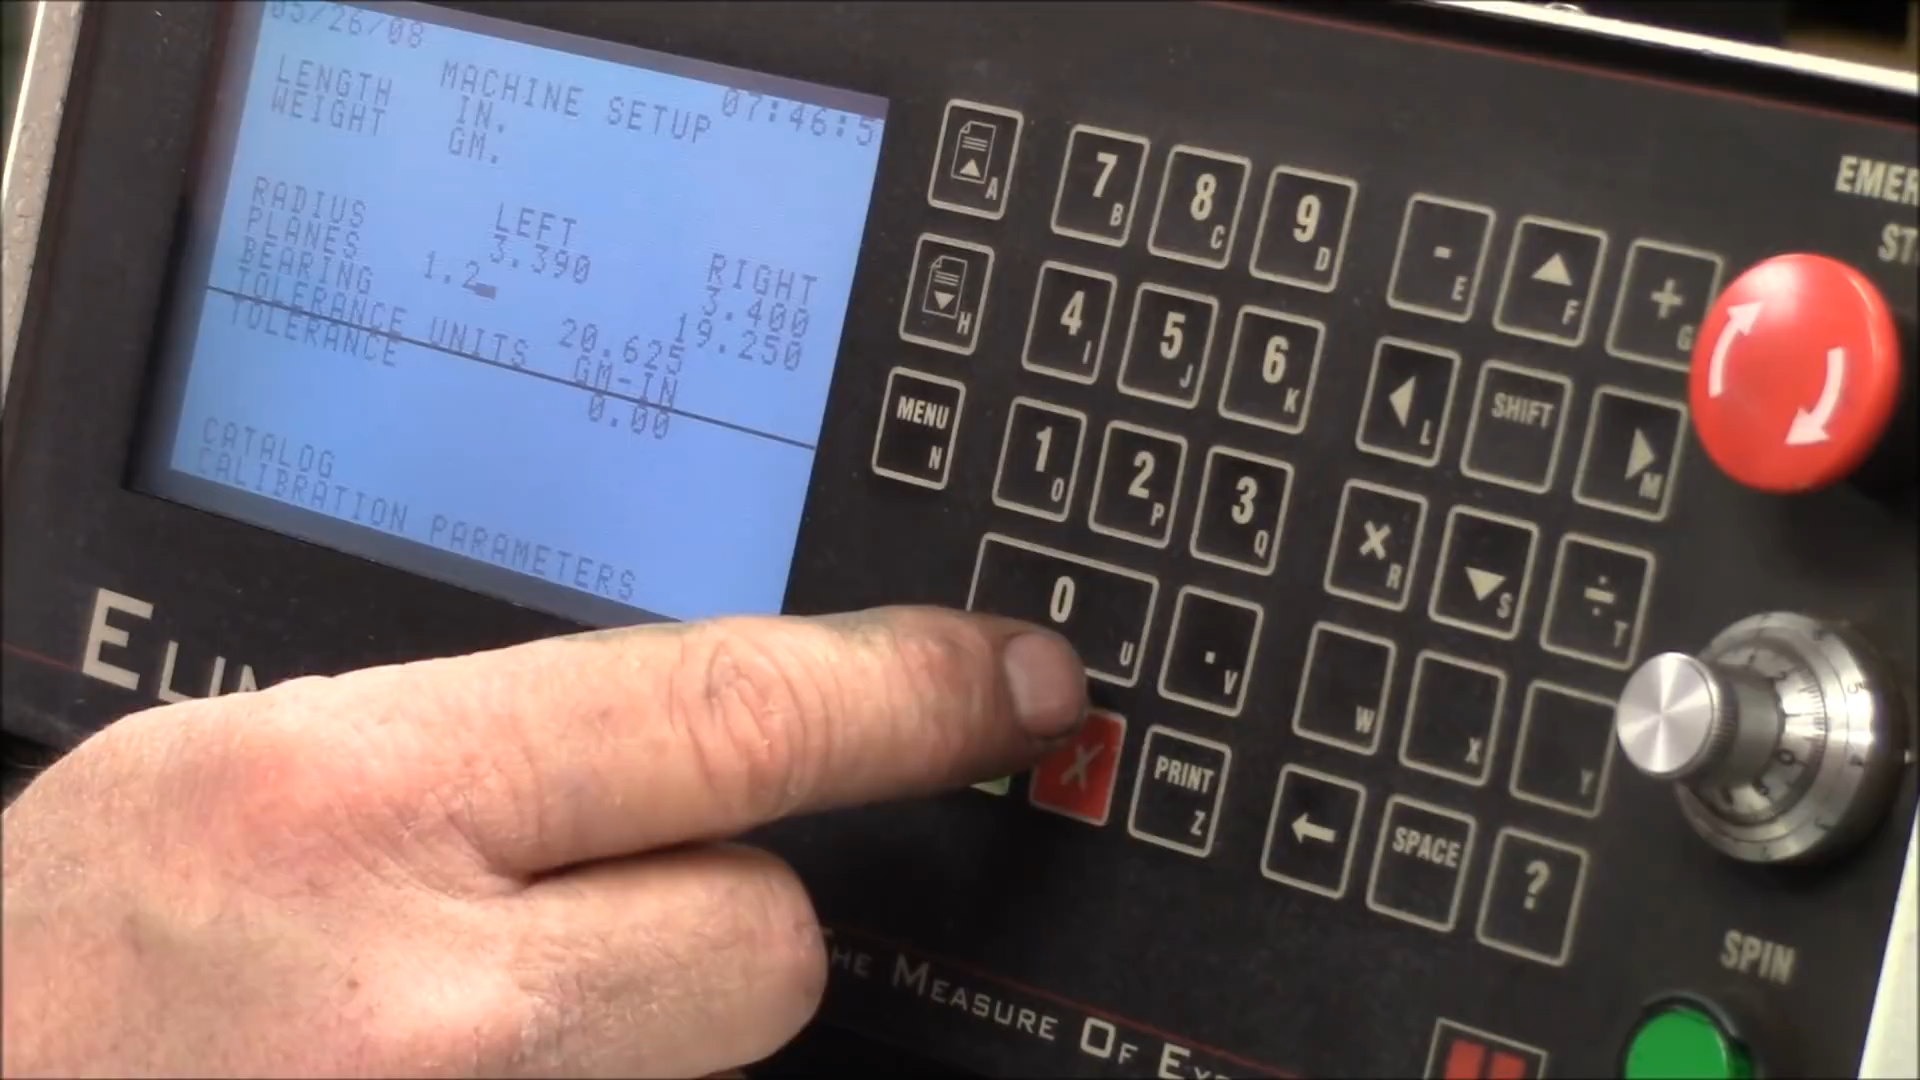 05/26/08 MACHINE SETUP 07:46:5
LENGTH IN.
WEIGHT GM.
LEFT RIGHT
RADIUS 3.390 3.400
PLANES 1.2 20.625 19.250
BEARING
TOLERANCE UNITS GM-IN
TOLERANCE 0.00
CATALOG
CALIBRATION PARAMETERS
A
7 B
8 C
9 D
- E
F
+ G
H
4 I
5 J
6 K
L
SHIFT
M
MENU N
1 O
2 P
3 Q
× R
S
÷ T
0 U
. V
W
X
Y
X
PRINT Z
←
SPACE
?
EMER
ST
SPIN
THE MEASURE OF EX